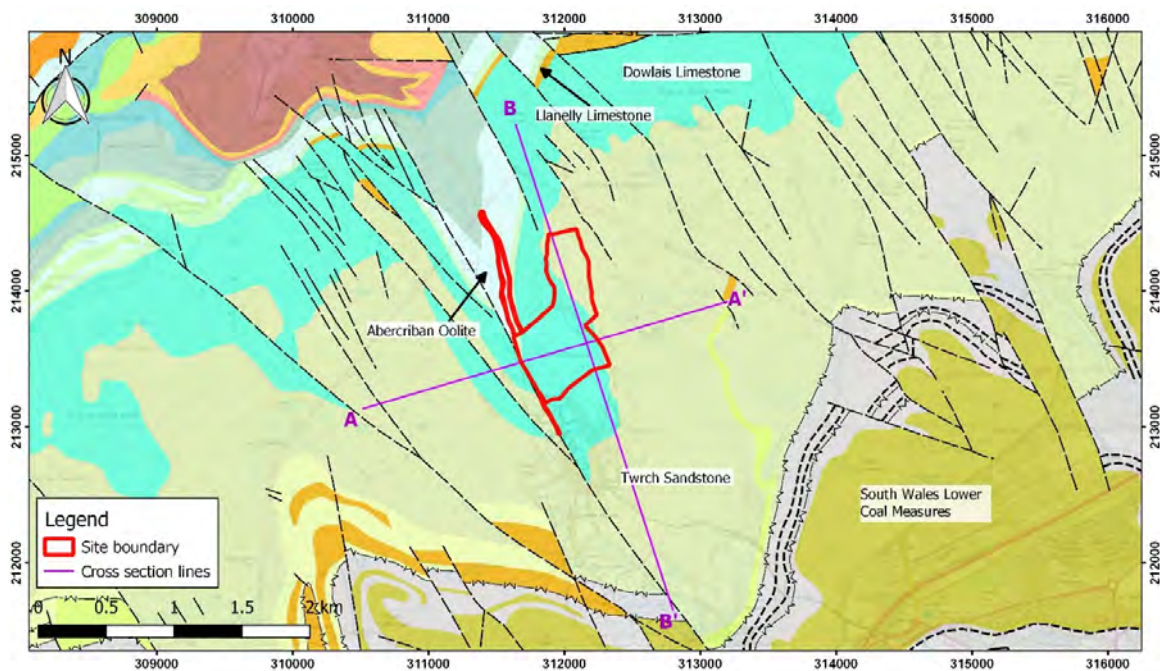 309000 310000 311000 312000 313000 314000 315000 316000
N
215000 215000
214000 214000
213000 213000
212000 212000
Dowlais Limestone
B
Llanelly Limestone
A'
Abercriban Oolite
A
Twrch Sandstone
South Wales Lower
Coal Measures
B'
Legend
Site boundary
Cross section lines
0 0.5 1 1.5 2 km
309000 310000 311000 312000 313000 314000 315000 316000